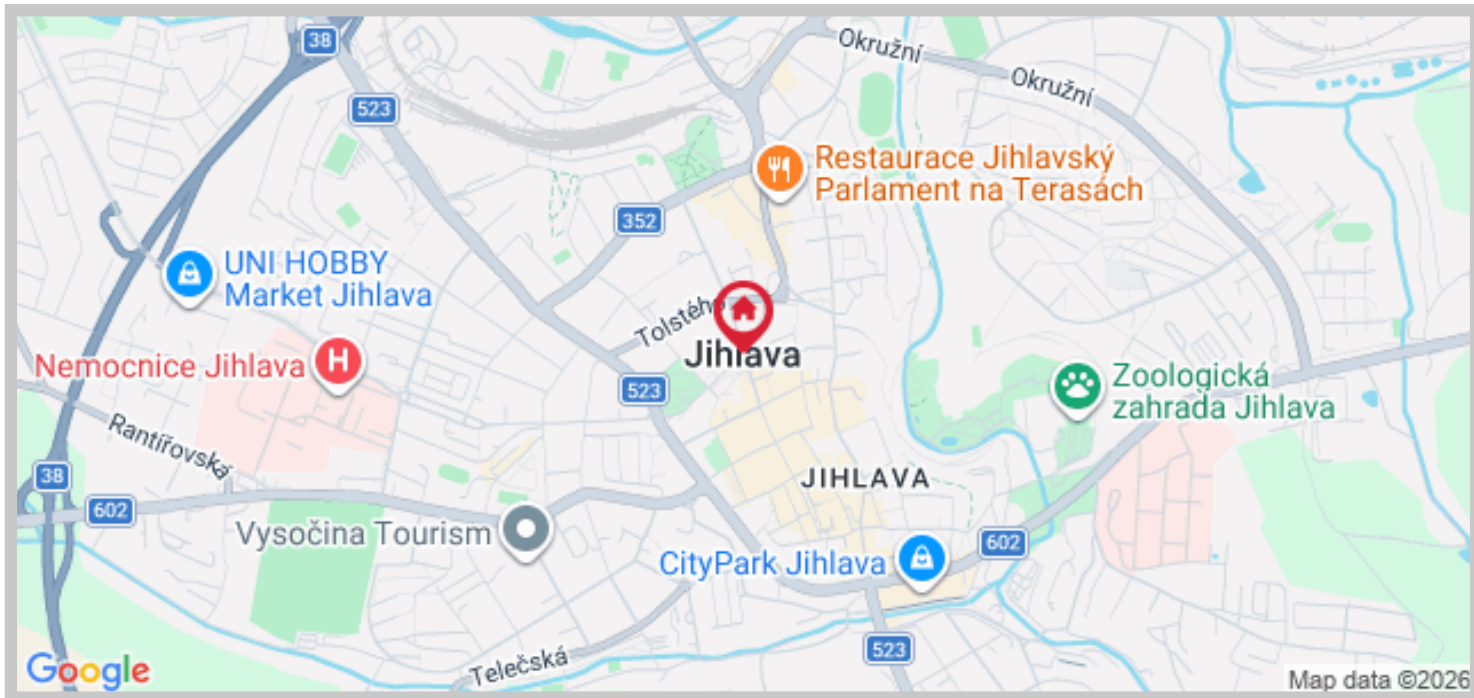 38
Okružní
Okružní
523
Restaurace Jihlavský
Parlament na Terasách
352
UNI HOBBY
Market Jihlava
Tolstého
Jihlava
Nemocnice Jihlava
H
523
Zoologická
zahrada Jihlava
Rantířovská
38
JIHLAVA
602
Vysočina Tourism
602
CityPark Jihlava
523
Telečská
Google
Map data ©2026